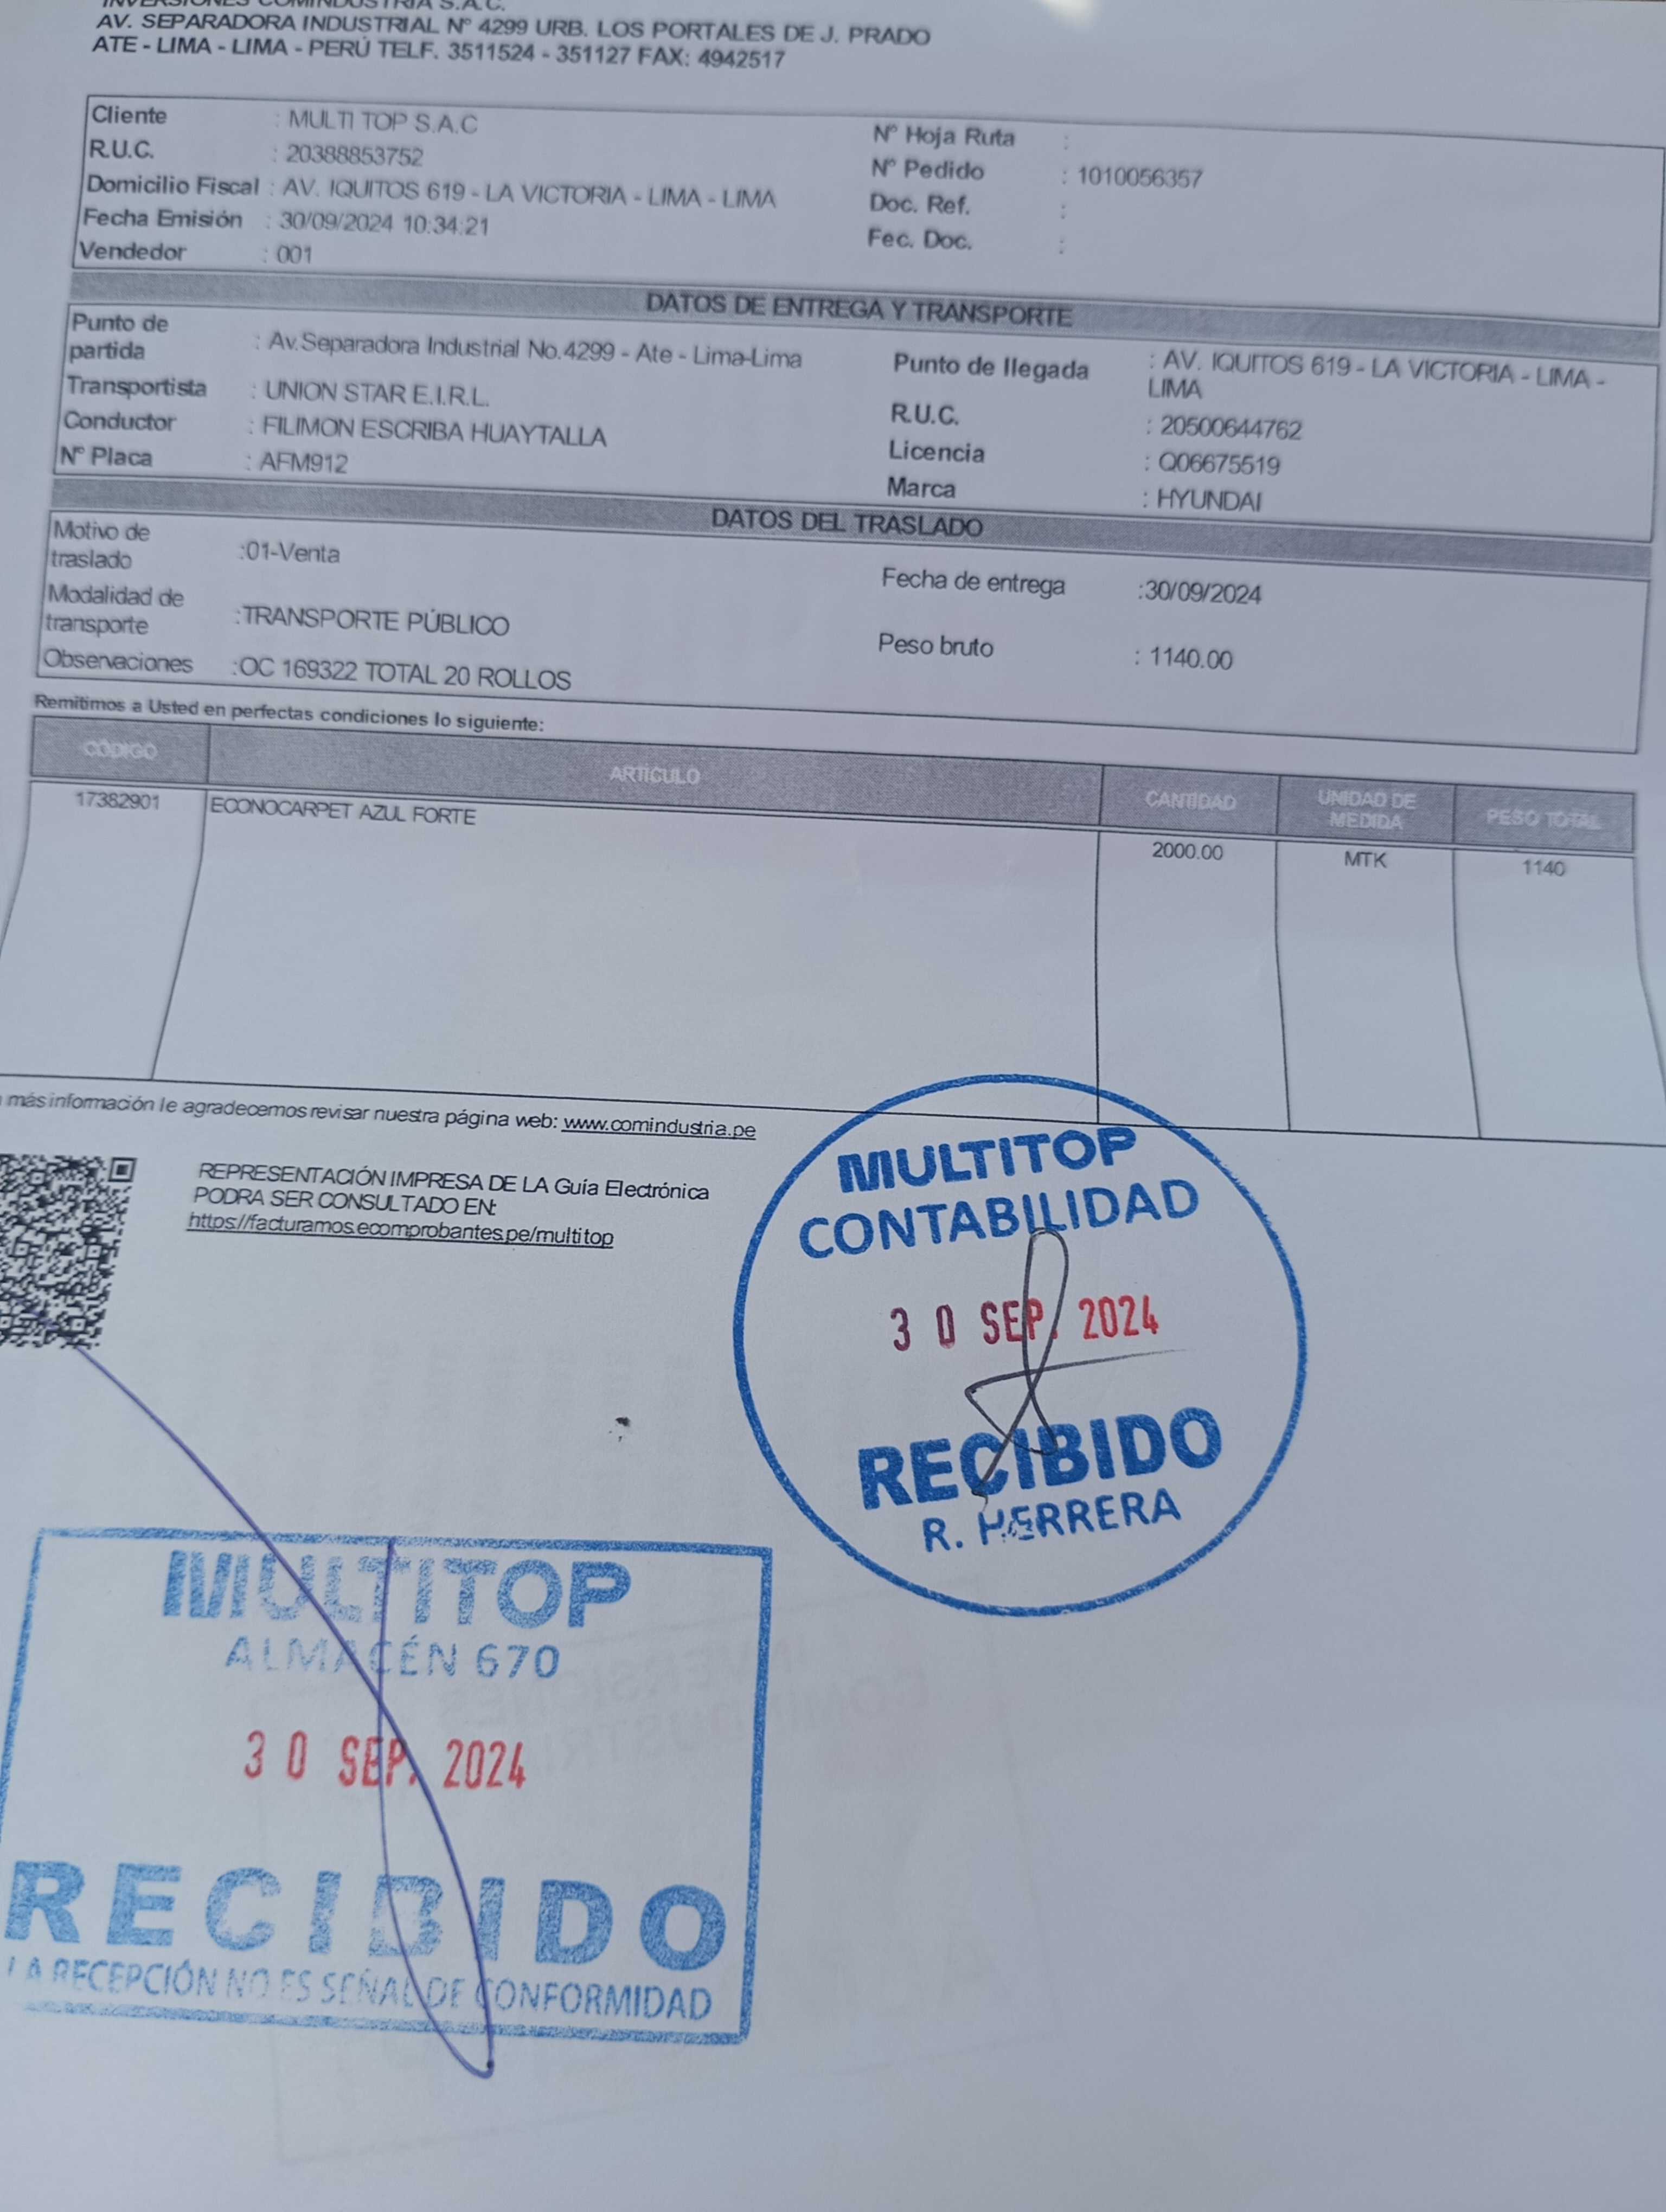 INVERSIONES COMINDUSTRIA S.A.C.
AV. SEPARADORA INDUSTRIAL Nº 4299 URB. LOS PORTALES DE J. PRADO
ATE - LIMA - LIMA - PERÚ TELF. 3511524 - 351127 FAX: 4942517
Cliente : MULTI TOP S.A.C
R.U.C. : 20388853752
Domicilio Fiscal : AV. IQUITOS 619 - LA VICTORIA - LIMA - LIMA
Fecha Emisión : 30/09/2024 10:34:21
Vendedor : 001
Nº Hoja Ruta :
Nº Pedido : 1010056357
Doc. Ref. :
Fec. Doc. :
DATOS DE ENTREGA Y TRANSPORTE
Punto de
partida : Av.Separadora Industrial No.4299 - Ate - Lima-Lima
Transportista : UNION STAR E.I.R.L.
Conductor : FILIMON ESCRIBA HUAYTALLA
Nº Placa : AFM912
Punto de llegada : AV. IQUITOS 619 - LA VICTORIA - LIMA -
LIMA
R.U.C. : 20500644762
Licencia : Q06675519
Marca : HYUNDAI
DATOS DEL TRASLADO
Motivo de
traslado :01-Venta
Modalidad de
transporte :TRANSPORTE PÚBLICO
Observaciones :OC 169322 TOTAL 20 ROLLOS
Fecha de entrega :30/09/2024
Peso bruto : 1140.00
Remitimos a Usted en perfectas condiciones lo siguiente:
CÓDIGO ARTÍCULO CANTIDAD UNIDAD DE MEDIDA PESO TOTAL
17382901 ECONOCARPET AZUL FORTE 2000.00 MTK 1140
más información le agradecemos revisar nuestra página web: www.comindustria.pe
REPRESENTACIÓN IMPRESA DE LA Guía Electrónica
PODRA SER CONSULTADO EN:
https://facturamos.ecomprobantes.pe/multitop
MULTITOP
CONTABILIDAD
30 SEP. 2024
RECIBIDO
R. HERRERA
MULTITOP
ALMACÉN 670
30 SEP. 2024
RECIBIDO
LA RECEPCIÓN NO ES SEÑAL DE CONFORMIDAD